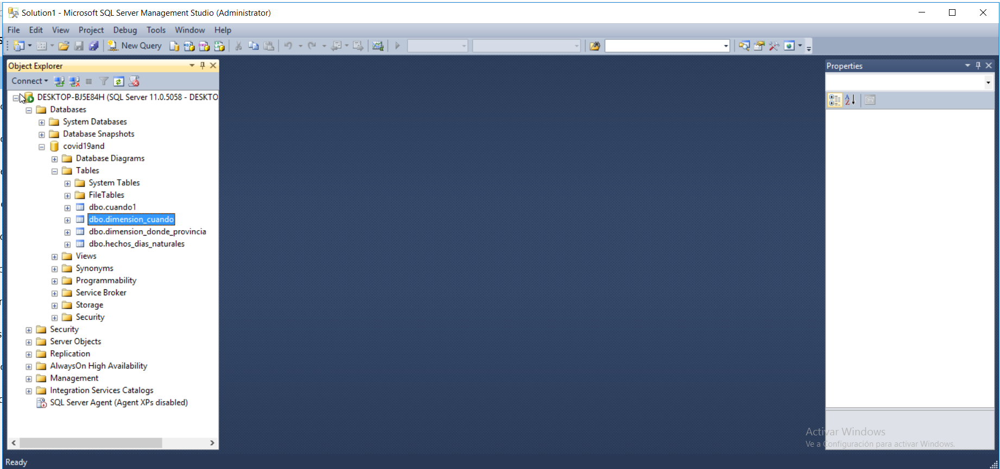 Solution1 - Microsoft SQL Server Management Studio (Administrator)
File Edit View Project Debug Tools Window Help
New Query
Object Explorer
Connect
DESKTOP-BJ5E84H (SQL Server 11.0.5058 - DESKTO
Databases
System Databases
Database Snapshots
covid19and
Database Diagrams
Tables
System Tables
FileTables
dbo.cuando1
dbo.dimension_cuando
dbo.dimension_donde_provincia
dbo.hechos_dias_naturales
Views
Synonyms
Programmability
Service Broker
Storage
Security
Security
Server Objects
Replication
AlwaysOn High Availability
Management
Integration Services Catalogs
SQL Server Agent (Agent XPs disabled)
Properties
Activar Windows
Ve a Configuración para activar Windows.
Ready